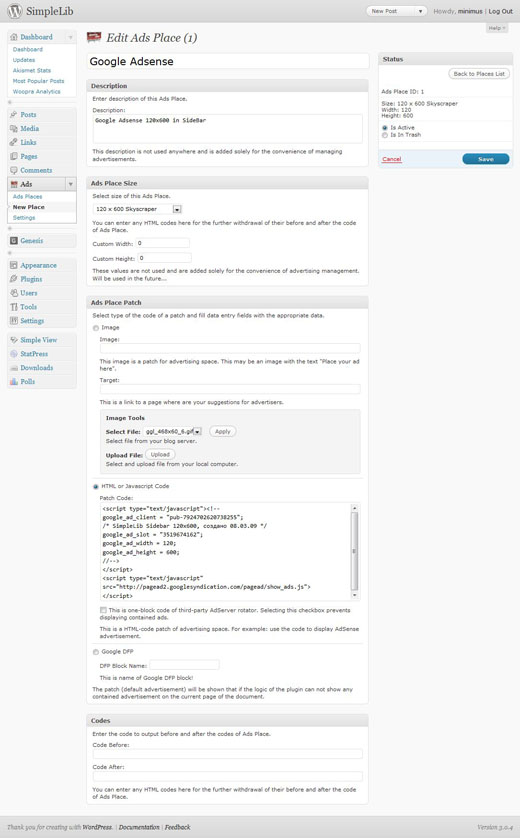 SimpleLib
New Post
Howdy, minimus | Log Out
Help
Dashboard
Dashboard
Updates
Akismet Stats
Most Popular Posts
Woopra Analytics
Posts
Media
Links
Pages
Comments
Ads
Ads Places
New Place
Settings
Genesis
Appearance
Plugins
Users
Tools
Settings
Simple View
StatPress
Downloads
Polls
Edit Ads Place (1)
Google Adsense
Description
Enter description of this Ads Place.
Description:
Google Adsense 120x600 in SideBar
This description is not used anywhere and is added solely for the convenience of managing
advertisements.
Ads Place Size
Select size of this Ads Place.
120 x 600 Skyscraper
You can enter any HTML codes here for the further withdrawal of their before and after the code
of Ads Place.
Custom Width: 0
Custom Height: 0
These values are not used and are added solely for the convenience of advertising management.
Will be used in the future...
Ads Place Patch
Select type of the code of a patch and fill data entry fields with the appropriate data.
Image
Image:
This image is a patch for advertising space. This may be an image with the text "Place your ad
here".
Target:
This is a link to a page where are your suggestions for advertisers.
Image Tools
Select File: ggl_468x60_6.gif Apply
Select file from your blog server.
Upload File: Upload
Select and upload file from your local computer.
HTML or Javascript Code
Patch Code:
<script type="text/javascript"><!--
google_ad_client = "pub-7924702620738255";
/* SimpleLib Sidebar 120x600, создано 08.03.09 */
google_ad_slot = "3519674162";
google_ad_width = 120;
google_ad_height = 600;
//-->
</script>
<script type="text/javascript"
src="http://pagead2.googlesyndication.com/pagead/show_ads.js">
</script>
This is one-block code of third-party AdServer rotator. Selecting this checkbox prevents
displaying contained ads.
This is a HTML-code patch of advertising space. For example: use the code to display AdSense
advertisement.
Google DFP
DFP Block Name:
This is name of Google DFP block!
The patch (default advertisement) will be shown that if the logic of the plugin can not show any
contained advertisement on the current page of the document.
Codes
Enter the code to output before and after the codes of Ads Place.
Code Before:
Code After:
You can enter any HTML codes here for the further withdrawal of their before and after the code
of Ads Place.
Status
Back to Places List
Ads Place ID: 1
Size: 120 x 600 Skyscraper
Width: 120
Height: 600
Is Active
Is In Trash
Cancel
Save
Thank you for creating with WordPress. | Documentation | Feedback
Version 3.0.4